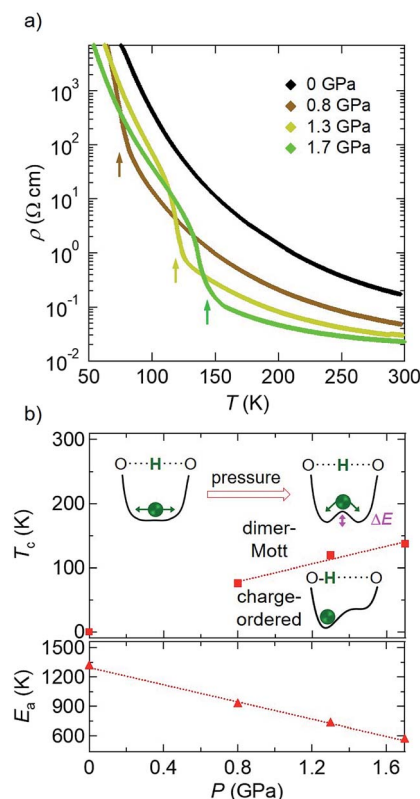 a)
10³
10²
10¹
10⁰
10⁻¹
10⁻²
ρ (Ω cm)
0 GPa
0.8 GPa
1.3 GPa
1.7 GPa
50 100 150 200 250 300
T (K)
b)
300
200
100
0
T_c (K)
O·····H·····O
pressure
O·····H·····O
ΔE
dimer-
Mott
charge-
ordered
O-H·····O
1500
1200
900
600
E_a (K)
0 0.4 0.8 1.2 1.6
P (GPa)